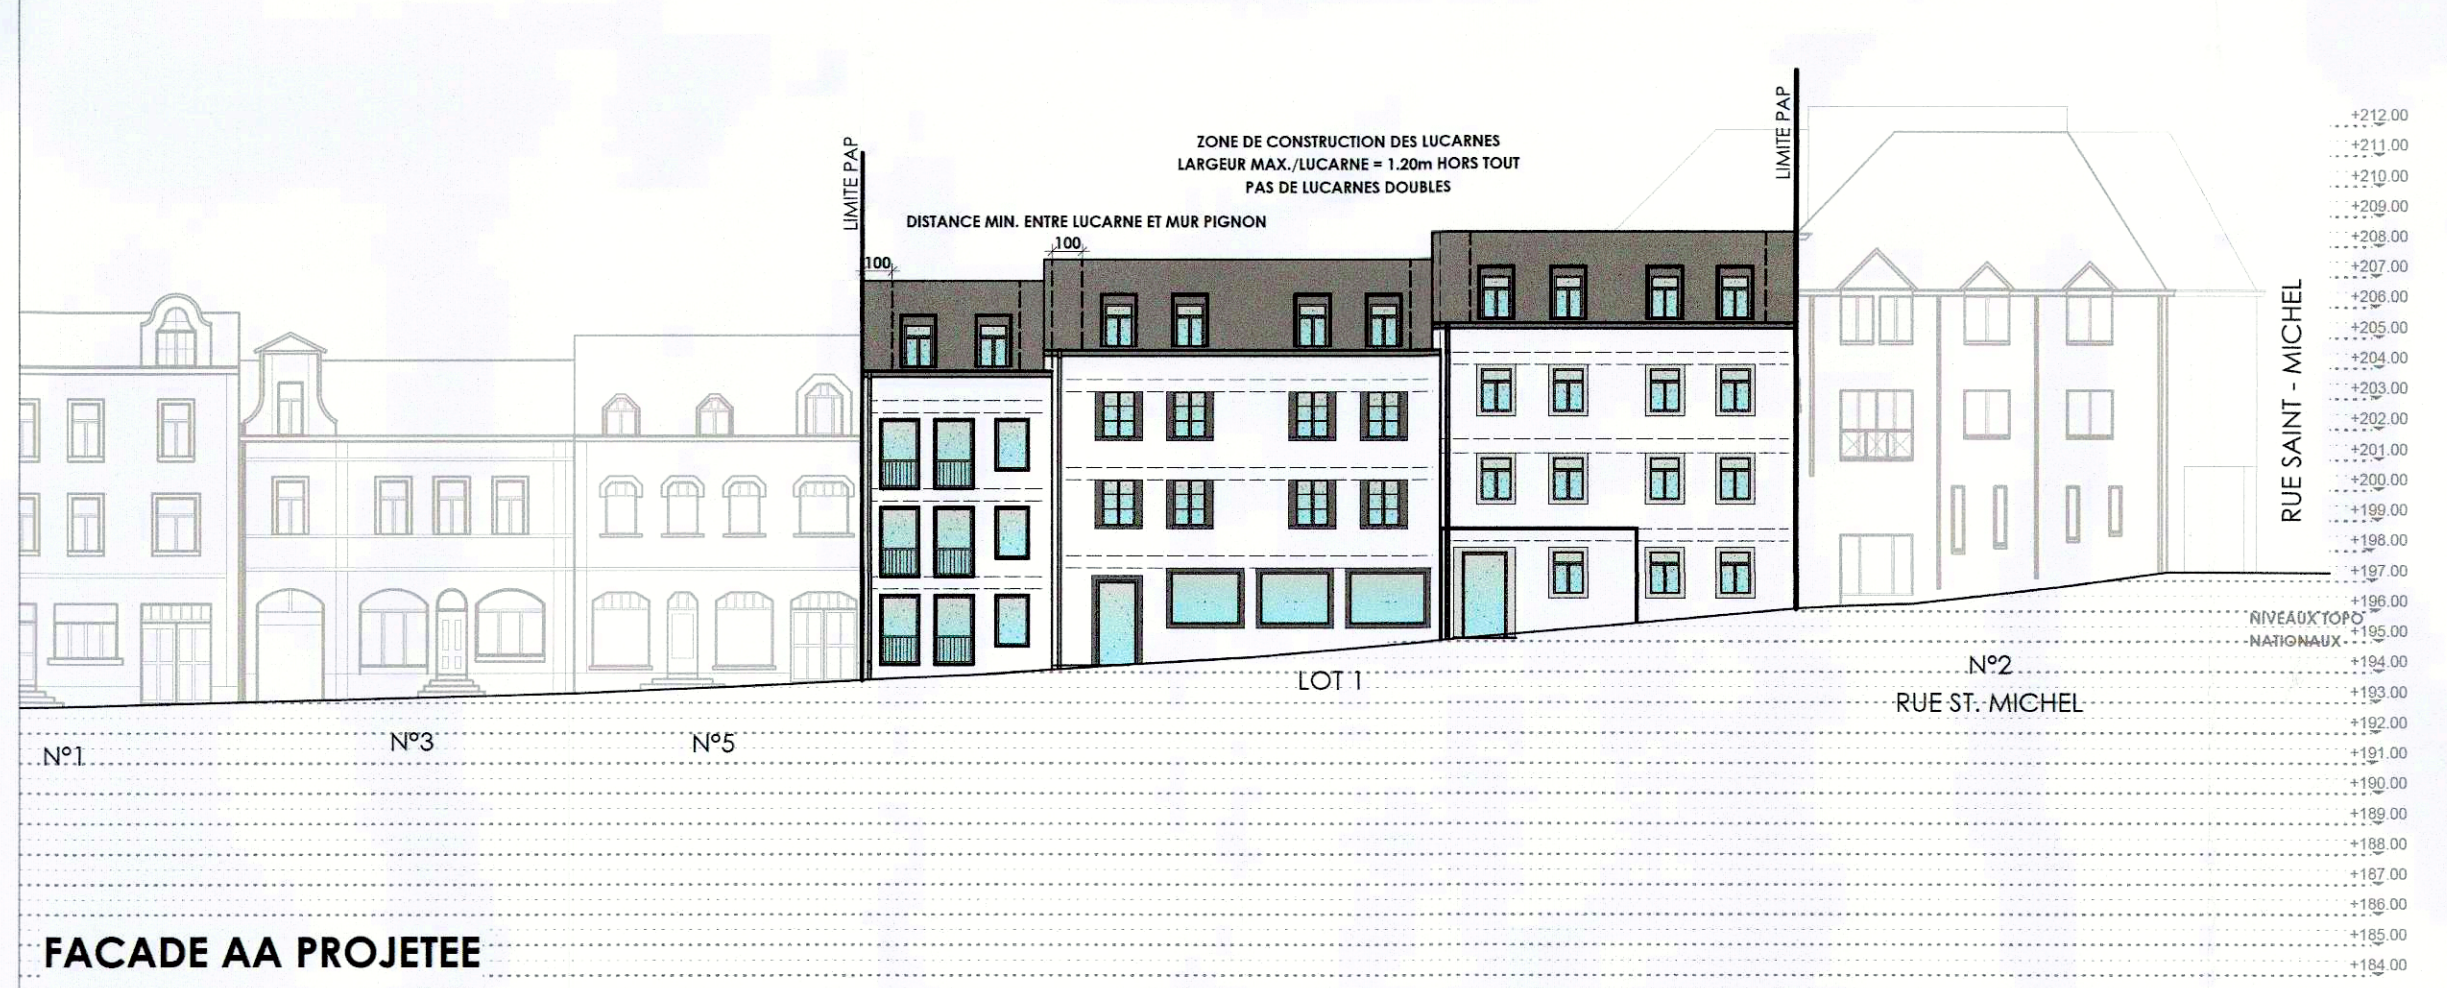 ZONE DE CONSTRUCTION DES LUCARNES
LARGEUR MAX./LUCARNE = 1.20m HORS TOUT
PAS DE LUCARNES DOUBLES
DISTANCE MIN. ENTRE LUCARNE ET MUR PIGNON
100
100
LIMITE PAP
LIMITE PAP
RUE SAINT - MICHEL
+212.00
+211.00
+210.00
+209.00
+208.00
+207.00
+206.00
+205.00
+204.00
+203.00
+202.00
+201.00
+200.00
+199.00
+198.00
+197.00
+196.00
+195.00
+194.00
+193.00
+192.00
+191.00
+190.00
+189.00
+188.00
+187.00
+186.00
+185.00
+184.00
NIVEAUX TOPO
NATIONAUX
N°1
N°3
N°5
LOT 1
N°2
RUE ST. MICHEL
FACADE AA PROJETEE